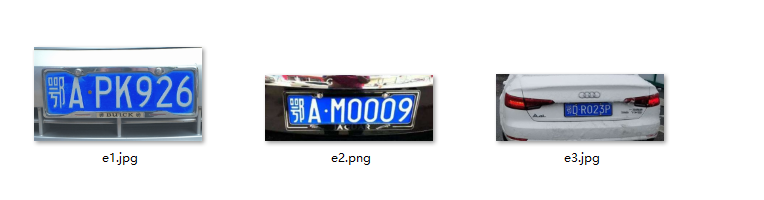 鄂A·PK926
BUICK
鄂A·M0009
鄂Q·R023P
e1.jpg
e2.png
e3.jpg